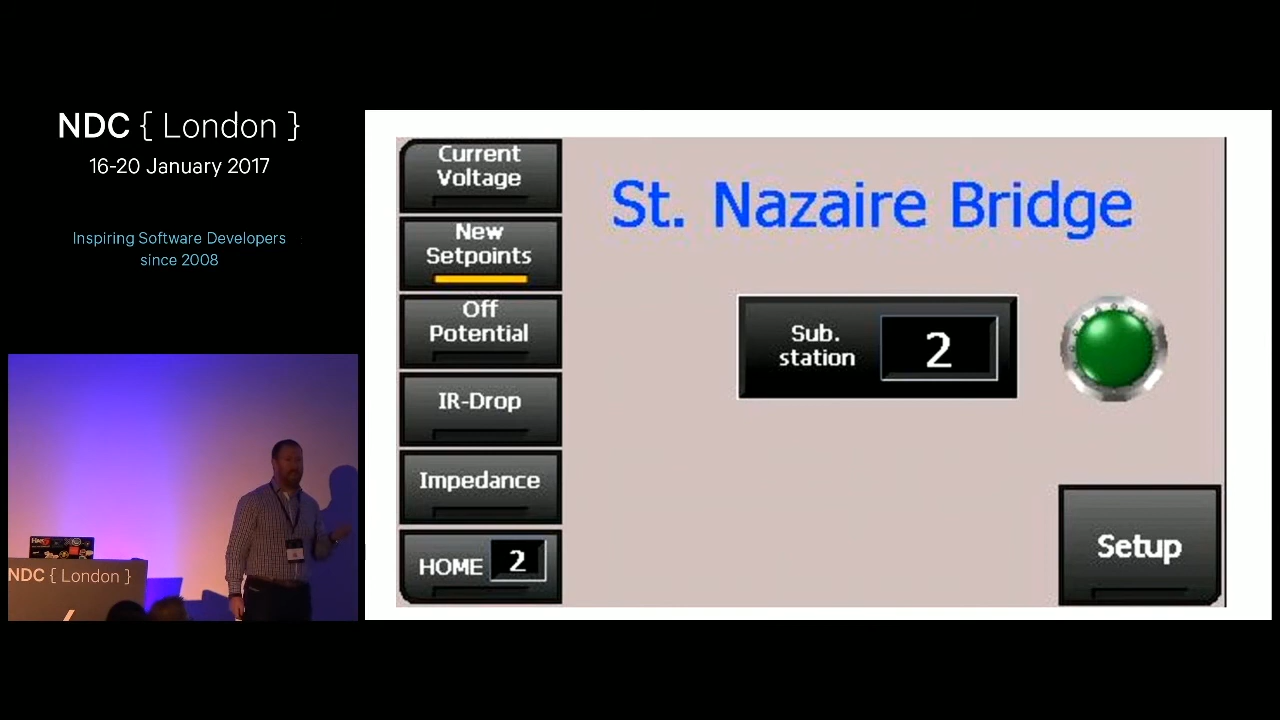 NDC { London }
16-20 January 2017
Inspiring Software Developers
since 2008
NDC { London }
Current
Voltage
New
Setpoints
Off
Potential
IR-Drop
Impedance
HOME 2
St. Nazaire Bridge
Sub.
station 2
Setup